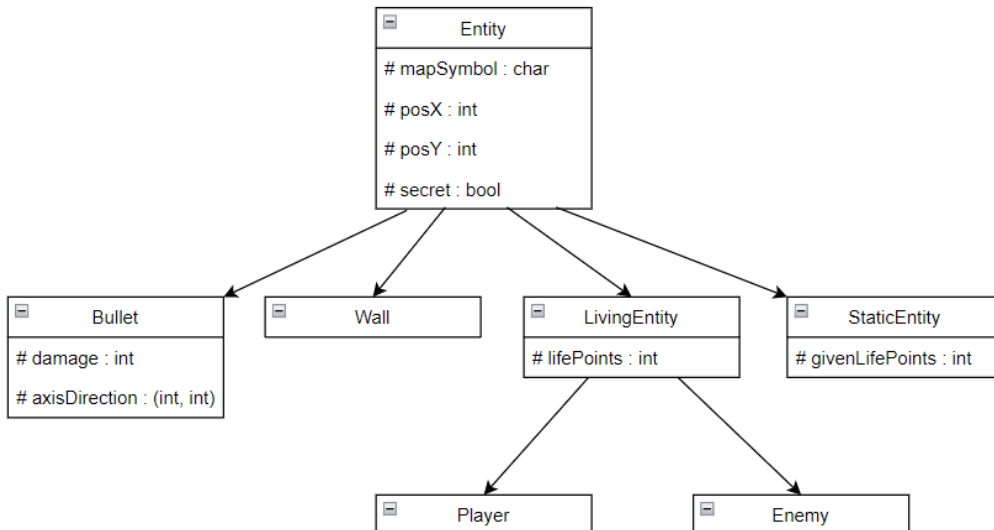 Entity
# mapSymbol : char
# posX : int
# posY : int
# secret : bool
Bullet
# damage : int
# axisDirection : (int, int)
Wall
LivingEntity
# lifePoints : int
StaticEntity
# givenLifePoints : int
Player
Enemy